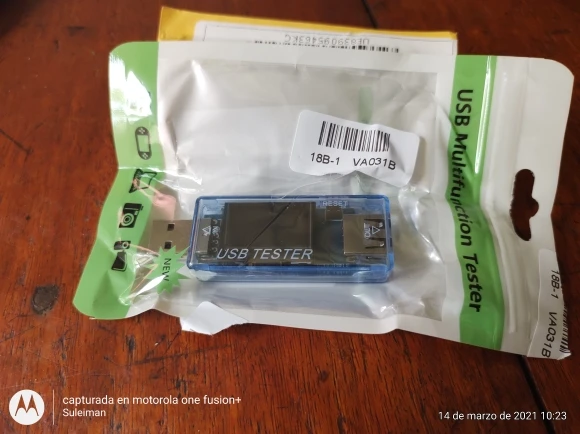 18B-1 VA031B
USB Multifunction Tester
RESET
USB TESTER
NEW
18B-1 VA031B
capturada en motorola one fusion+
Suleiman
14 de marzo de 2021 10:23